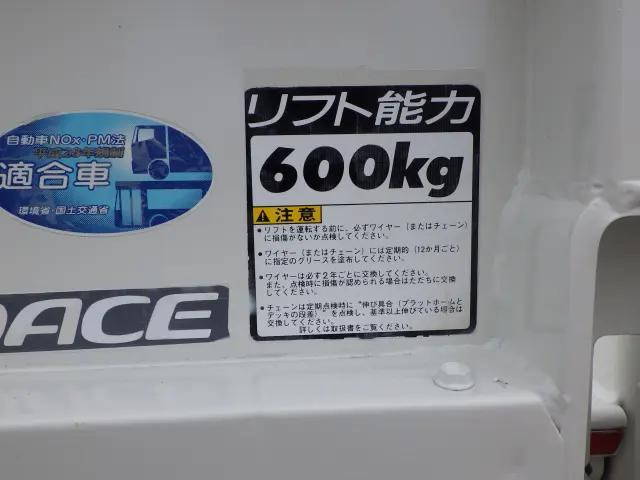 リフト能力
600kg
注意
•リフトを運転する前に、必ずワイヤー（またはチェーン）
に損傷がないか点検してください。
•ワイヤー（またはチェーン）には定期的（12か月ごと）
に指定のグリースを塗布してください。
•ワイヤーは必ず2年ごとに交換してください。
また、点検時に損傷が認められる場合はただちに交換
してください。
•チェーンは定期点検時に"伸び具合（プラットホームと
デッキの段差）"を点検し、基準以上伸びている場合は
交換してください。
詳しくは取扱書をご覧ください。
自動車NOx・PM法
適合車
環境省・国土交通省
ACE